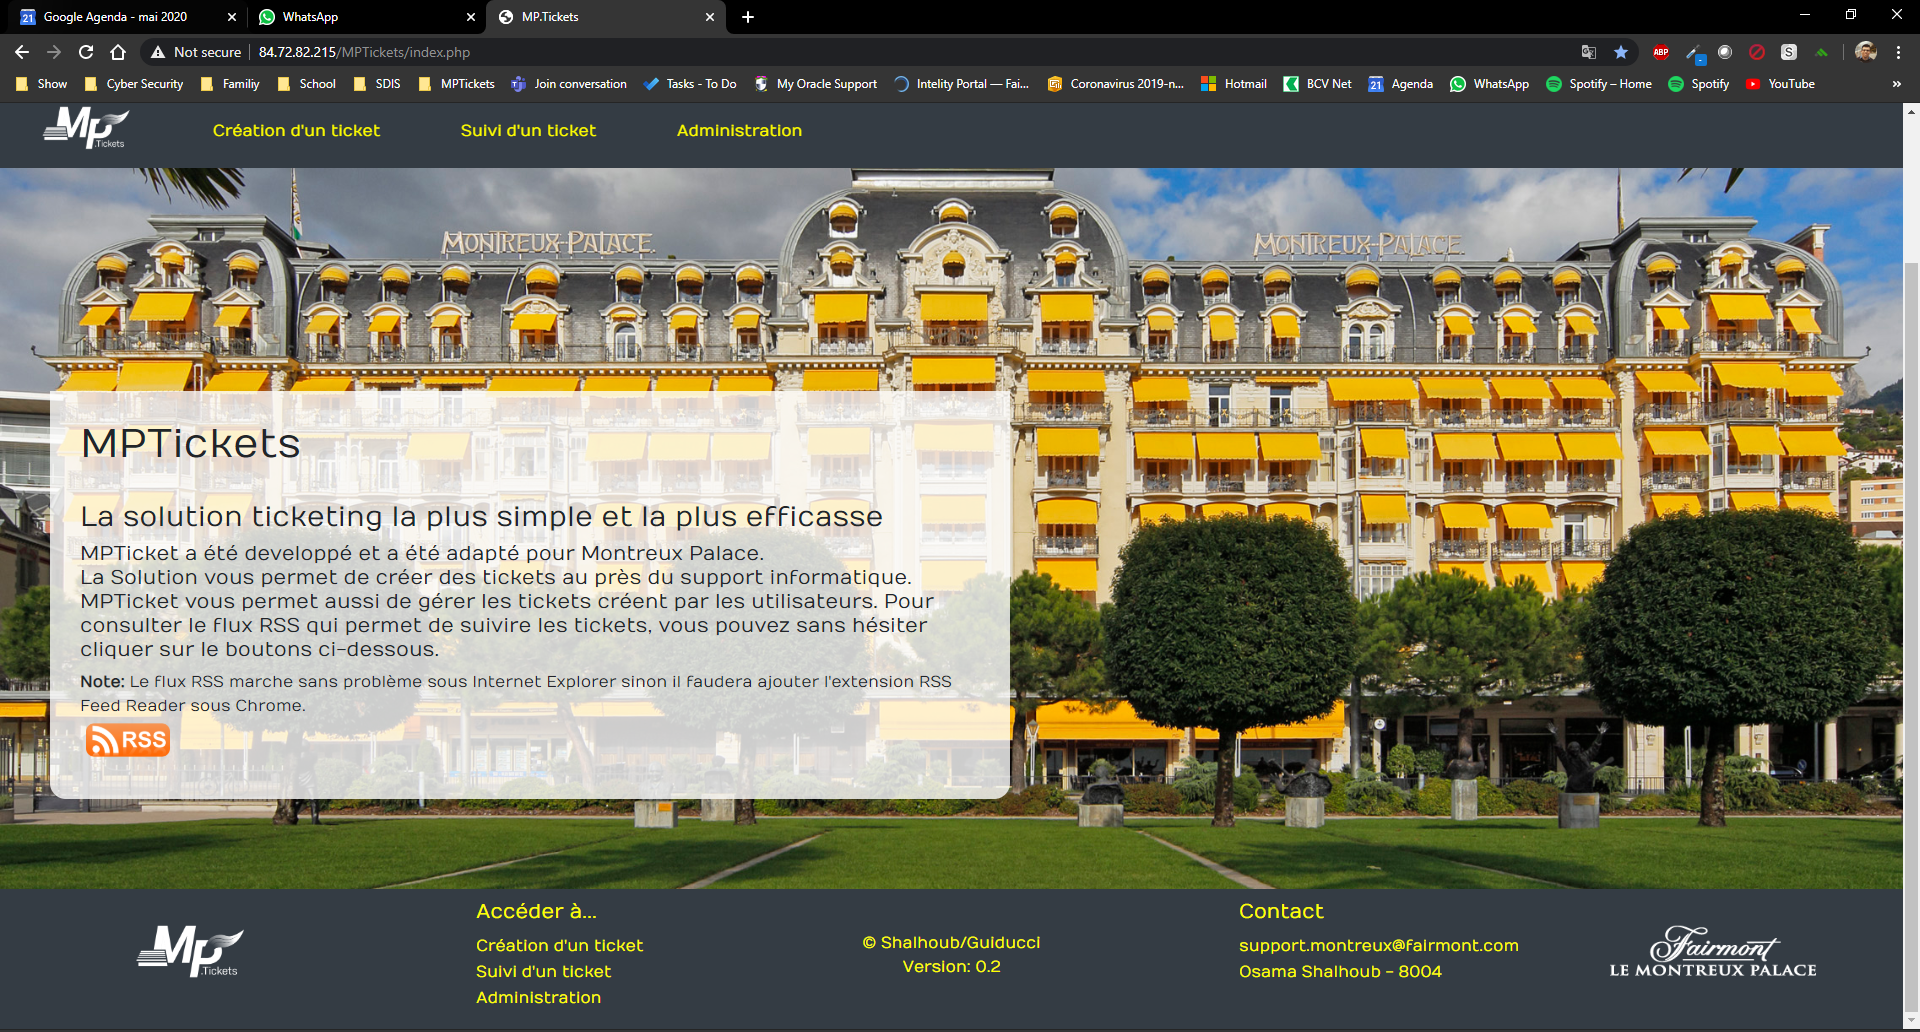 Google Agenda - mai 2020
WhatsApp
MP.Tickets
Not secure
84.72.82.215/MPTickets/index.php
ABP
S
Show
Cyber Security
Familiy
School
SDIS
MPTickets
Join conversation
Tasks - To Do
My Oracle Support
Intelity Portal — Fai...
Coronavirus 2019-n...
Hotmail
BCV Net
21 Agenda
WhatsApp
Spotify – Home
Spotify
YouTube
»
Mp.Tickets
Création d'un ticket
Suivi d'un ticket
Administration
MONTREUX-PALACE.
MONTREUX-PALACE.
MPTickets
La solution ticketing la plus simple et la plus efficasse
MPTicket a été developpé et a été adapté pour Montreux Palace.
La Solution vous permet de créer des tickets au près du support informatique.
MPTicket vous permet aussi de gérer les tickets créent par les utilisateurs. Pour
consulter le flux RSS qui permet de suivire les tickets, vous pouvez sans hésiter
cliquer sur le boutons ci-dessous.
Note: Le flux RSS marche sans problème sous Internet Explorer sinon il faudera ajouter l'extension RSS
Feed Reader sous Chrome.
RSS
Mp.Tickets
Accéder à...
Création d'un ticket
Suivi d'un ticket
Administration
© Shalhoub/Guiducci
Version: 0.2
Contact
support.montreux@fairmont.com
Osama Shalhoub - 8004
Fairmont
LE MONTREUX PALACE